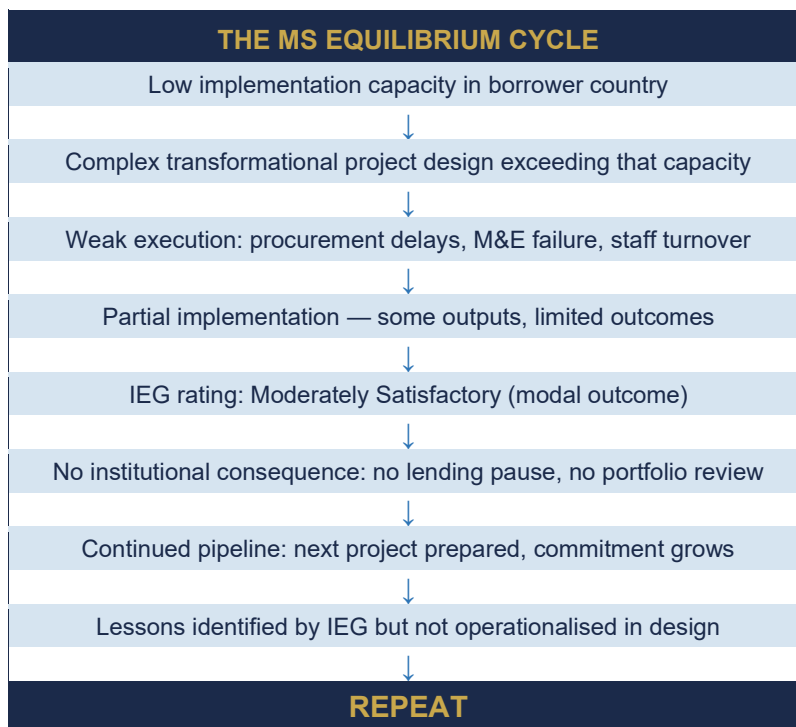 THE MS EQUILIBRIUM CYCLE
Low implementation capacity in borrower country
↓
Complex transformational project design exceeding that capacity
↓
Weak execution: procurement delays, M&E failure, staff turnover
↓
Partial implementation — some outputs, limited outcomes
↓
IEG rating: Moderately Satisfactory (modal outcome)
↓
No institutional consequence: no lending pause, no portfolio review
↓
Continued pipeline: next project prepared, commitment grows
↓
Lessons identified by IEG but not operationalised in design
↓
REPEAT